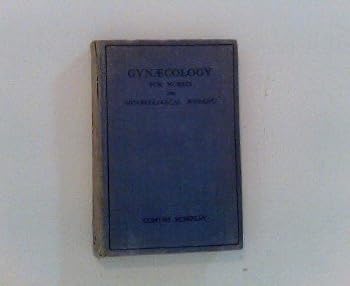 GYNÆCOLOGY
FOR NURSES
AND
GYNÆCOLOGICAL NURSING
COMYNS BERKELEY